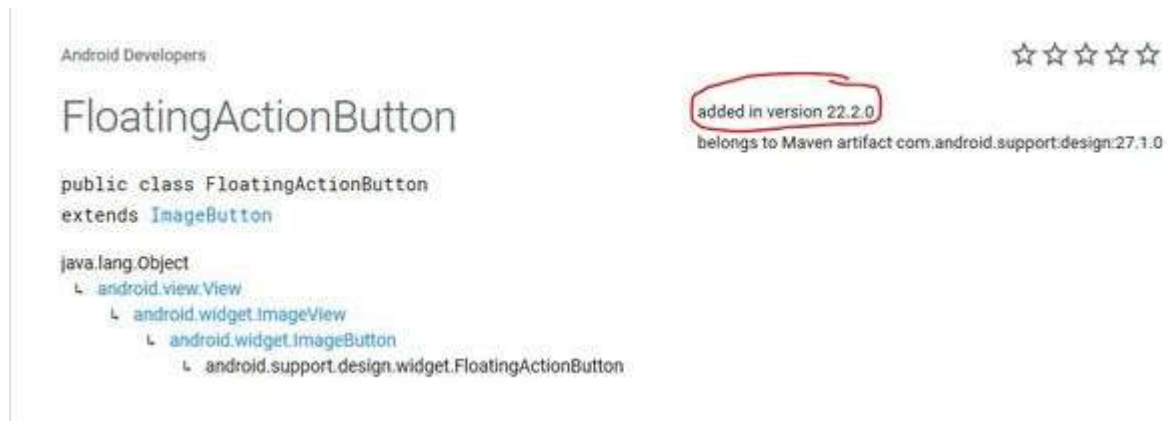 Android Developers
FloatingActionButton
added in version 22.2.0
belongs to Maven artifact com.android.support:design:27.1.0
public class FloatingActionButton
extends ImageButton
java.lang.Object
↳ android.view.View
↳ android.widget.ImageView
↳ android.widget.ImageButton
↳ android.support.design.widget.FloatingActionButton